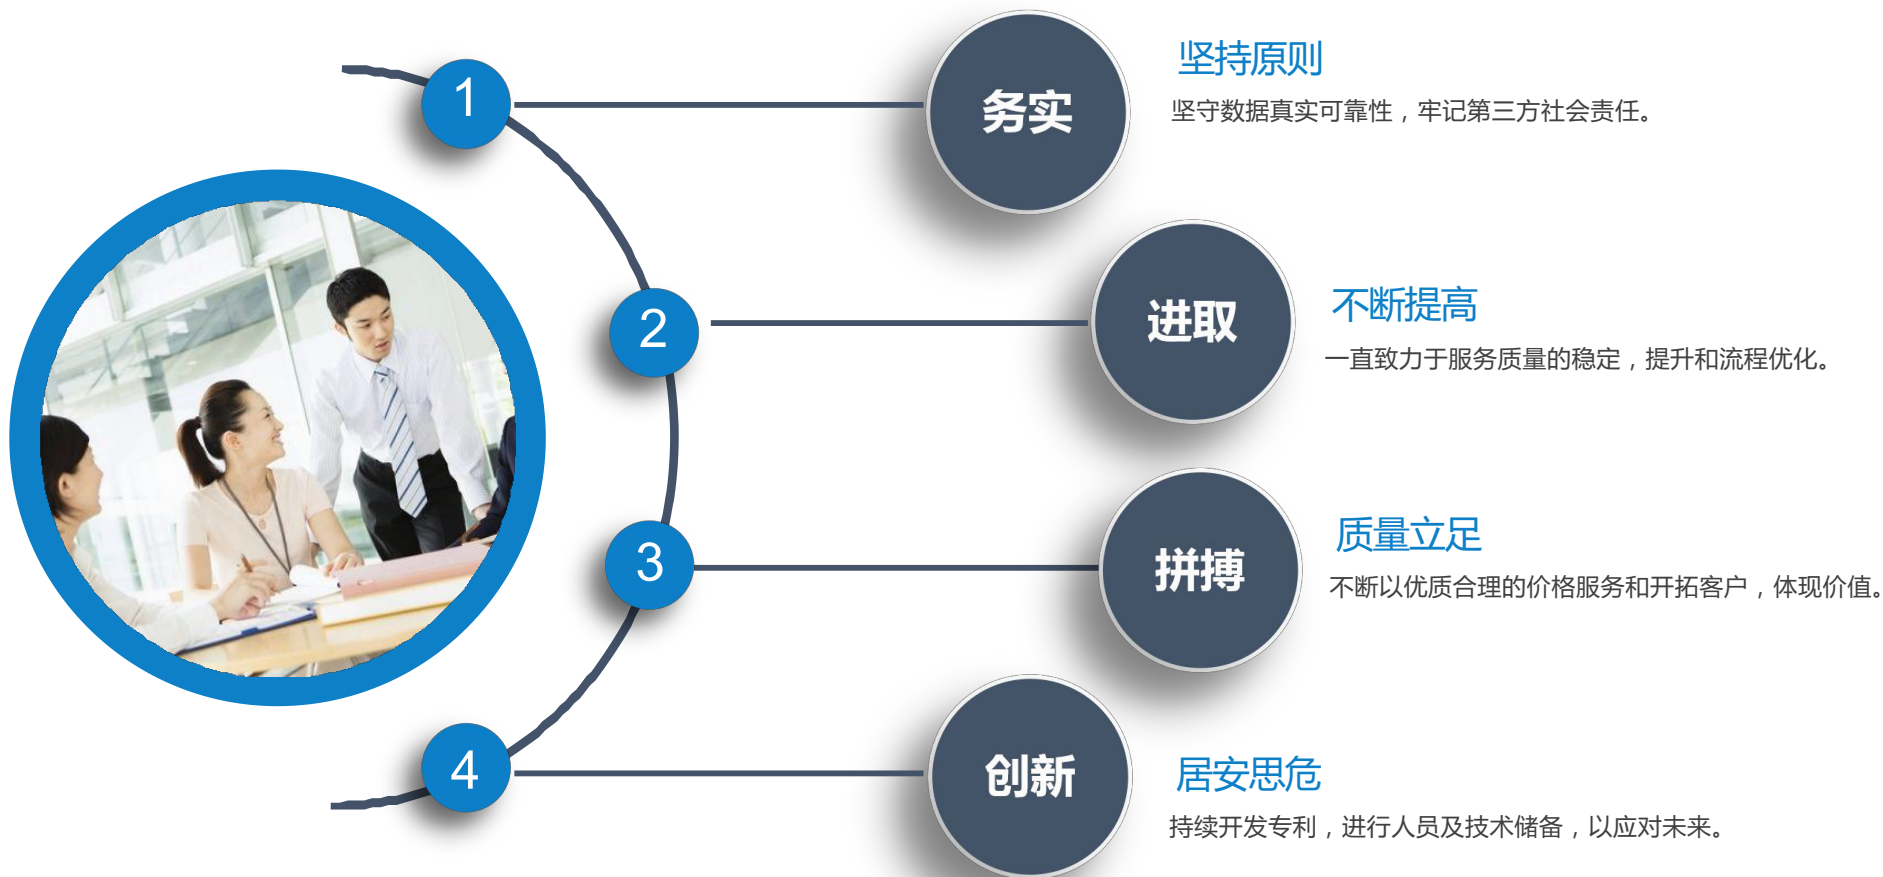 1
务实
坚持原则
坚守数据真实可靠性，牢记第三方社会责任。
2
进取
不断提高
一直致力于服务质量的稳定，提升和流程优化。
3
拼搏
质量立足
不断以优质合理的价格服务和开拓客户，体现价值。
4
创新
居安思危
持续开发专利，进行人员及技术储备，以应对未来。